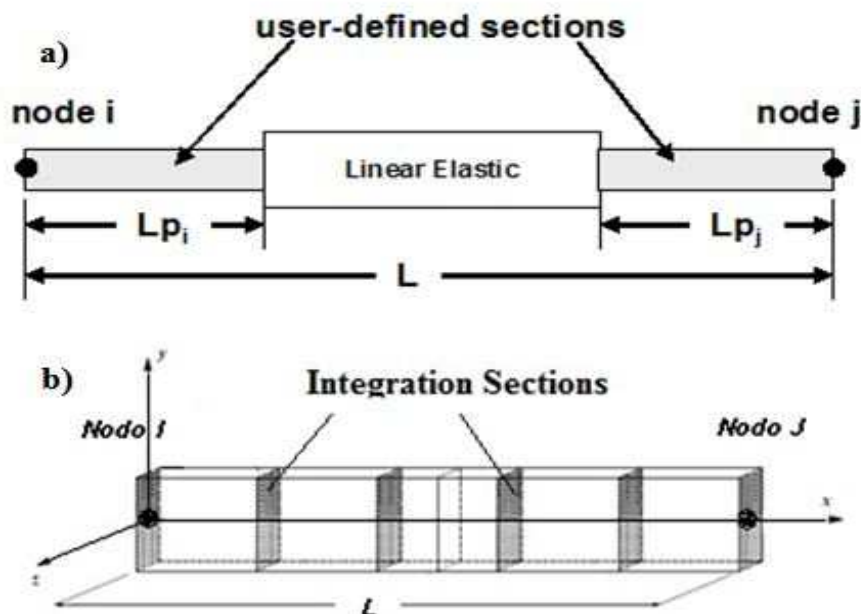 a)
user-defined sections
node i
node j
Linear Elastic
Lpi
Lpj
L
b)
y
Integration Sections
Nodo I
Nodo J
x
z
L